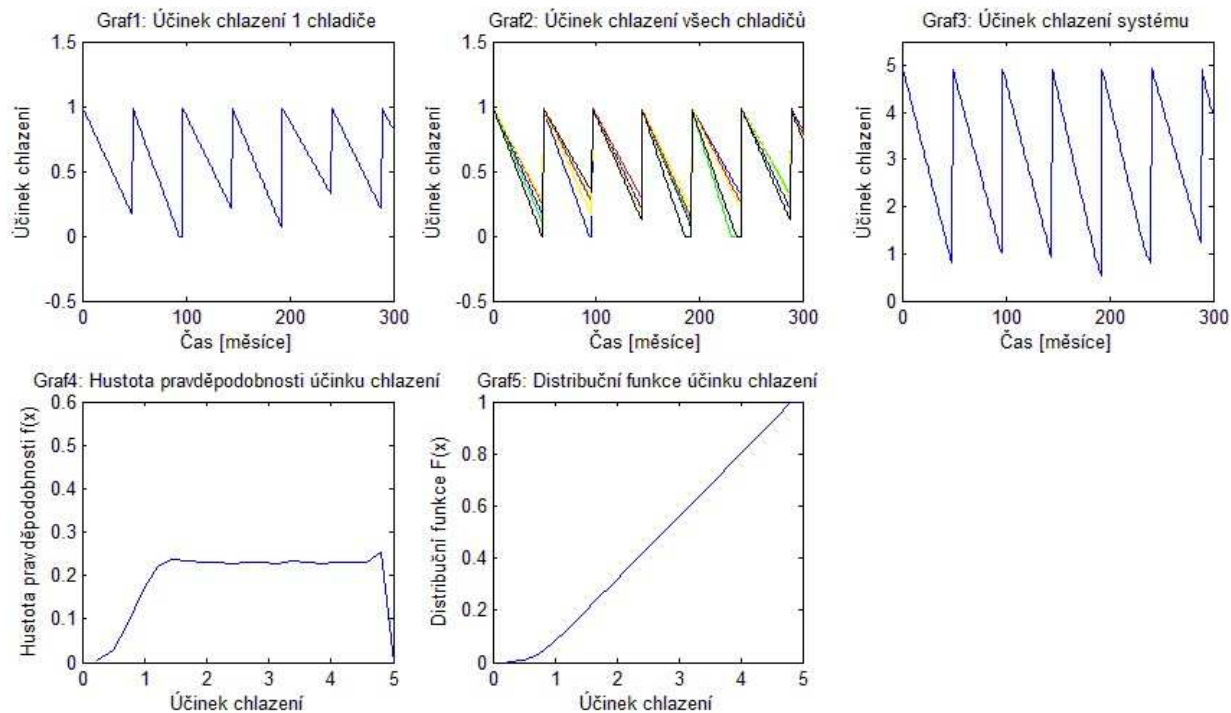 Graf1: Účinek chlazení 1 chladiče
Účinek chlazení
1.5
1
0.5
0
-0.5
0 100 200 300
Čas [měsíce]
Graf2: Účinek chlazení všech chladičů
Účinek chlazení
1.5
1
0.5
0
-0.5
0 100 200 300
Čas [měsíce]
Graf3: Účinek chlazení systému
Účinek chlazení
5
4
3
2
1
0
0 100 200 300
Čas [měsíce]
Graf4: Hustota pravděpodobnosti účinku chlazení
Hustota pravděpodobnosti f(x)
0.6
0.5
0.4
0.3
0.2
0.1
0
0 1 2 3 4 5
Účinek chlazení
Graf5: Distribuční funkce účinku chlazení
Distribuční funkce F(x)
1
0.8
0.6
0.4
0.2
0
0 1 2 3 4 5
Účinek chlazení